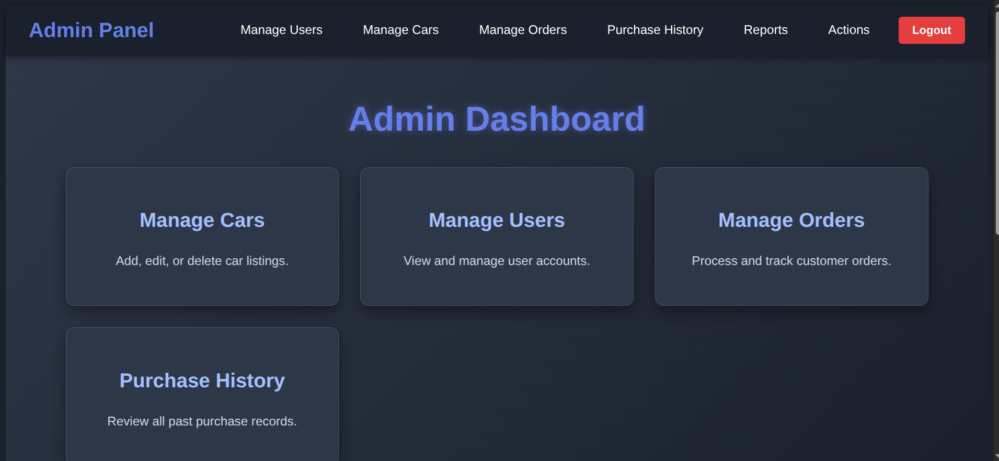 Admin Panel
Manage Users
Manage Cars
Manage Orders
Purchase History
Reports
Actions
Logout
Admin Dashboard
Manage Cars
Add, edit, or delete car listings.
Manage Users
View and manage user accounts.
Manage Orders
Process and track customer orders.
Purchase History
Review all past purchase records.